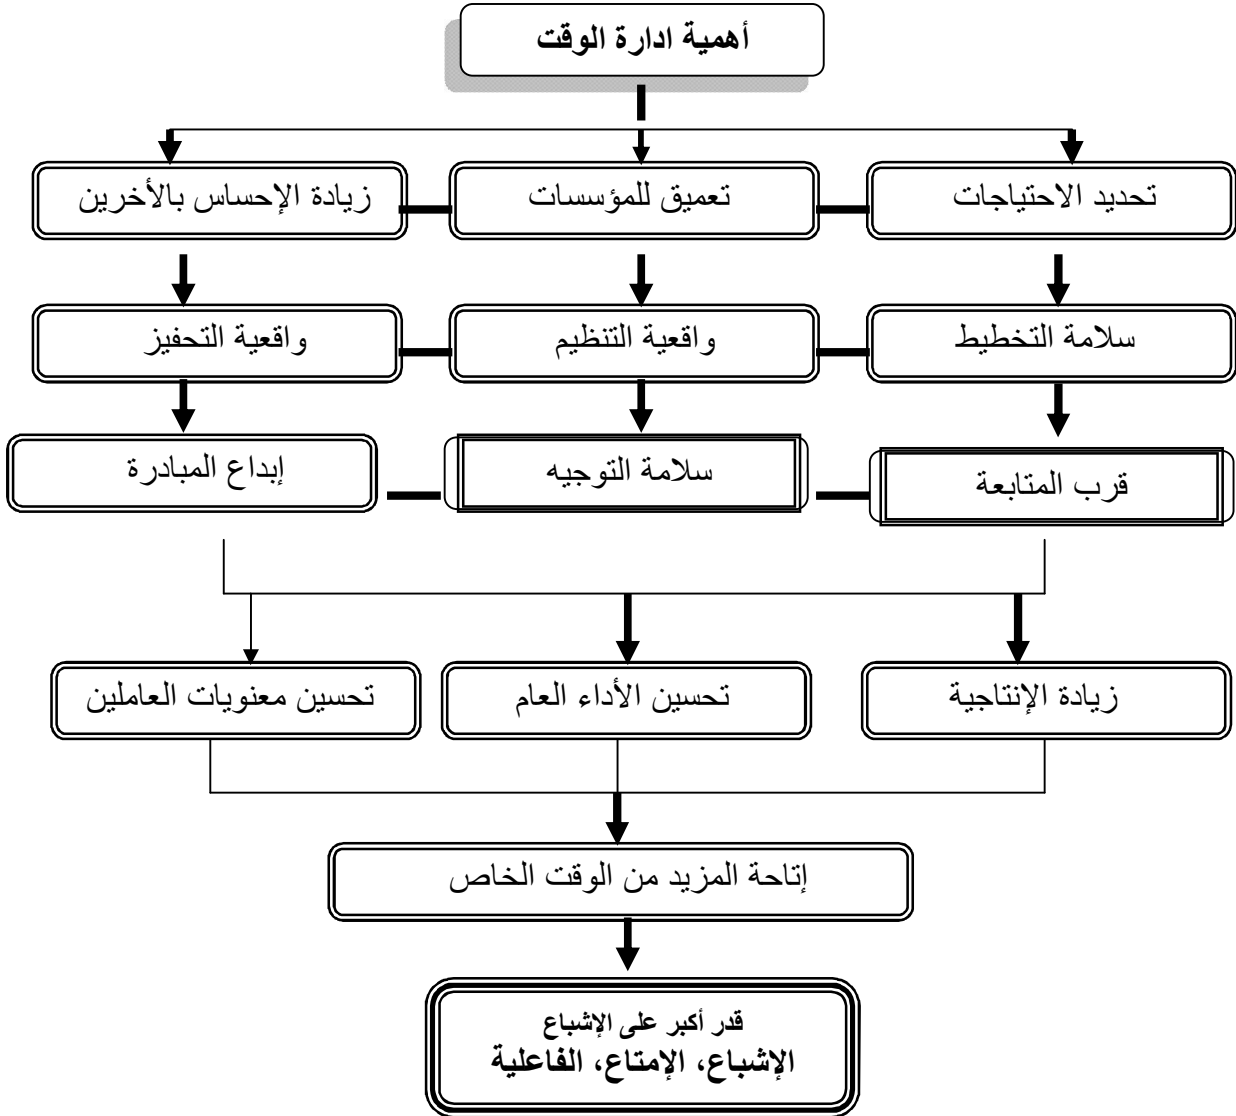 أهمية ادارة الوقت
تحديد الاحتياجات
تعميق للمؤسسات
زيادة الإحساس بالأخرين
سلامة التخطيط
واقعية التنظيم
واقعية التحفيز
قرب المتابعة
سلامة التوجيه
إبداع المبادرة
زيادة الإنتاجية
تحسين الأداء العام
تحسين معنويات العاملين
إتاحة المزيد من الوقت الخاص
قدر أكبر على الإشباع
الإشباع، الإمتاع، الفاعلية